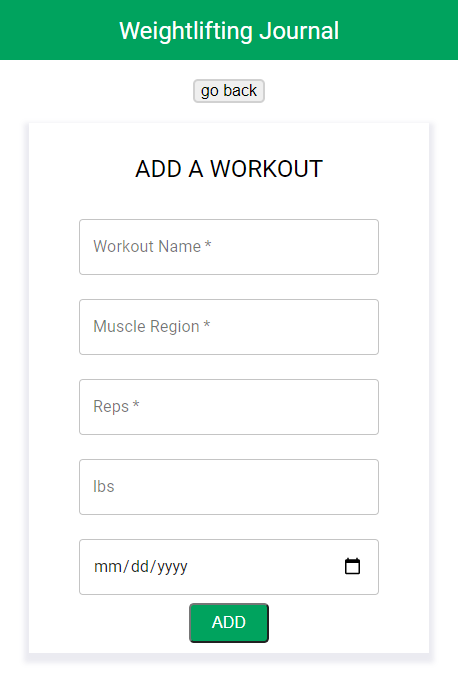 Weightlifting Journal
go back
ADD A WORKOUT
Workout Name *
Muscle Region *
Reps *
lbs
mm/dd/yyyy
ADD